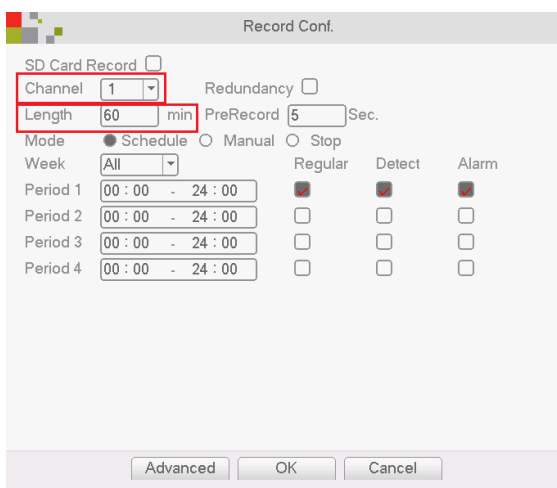 Record Conf.
SD Card Record
Channel 1 Redundancy
Length 60 min PreRecord 5 Sec.
Mode Schedule Manual Stop
Week All Regular Detect Alarm
Period 1 00 : 00 - 24 : 00
Period 2 00 : 00 - 24 : 00
Period 3 00 : 00 - 24 : 00
Period 4 00 : 00 - 24 : 00
Advanced OK Cancel